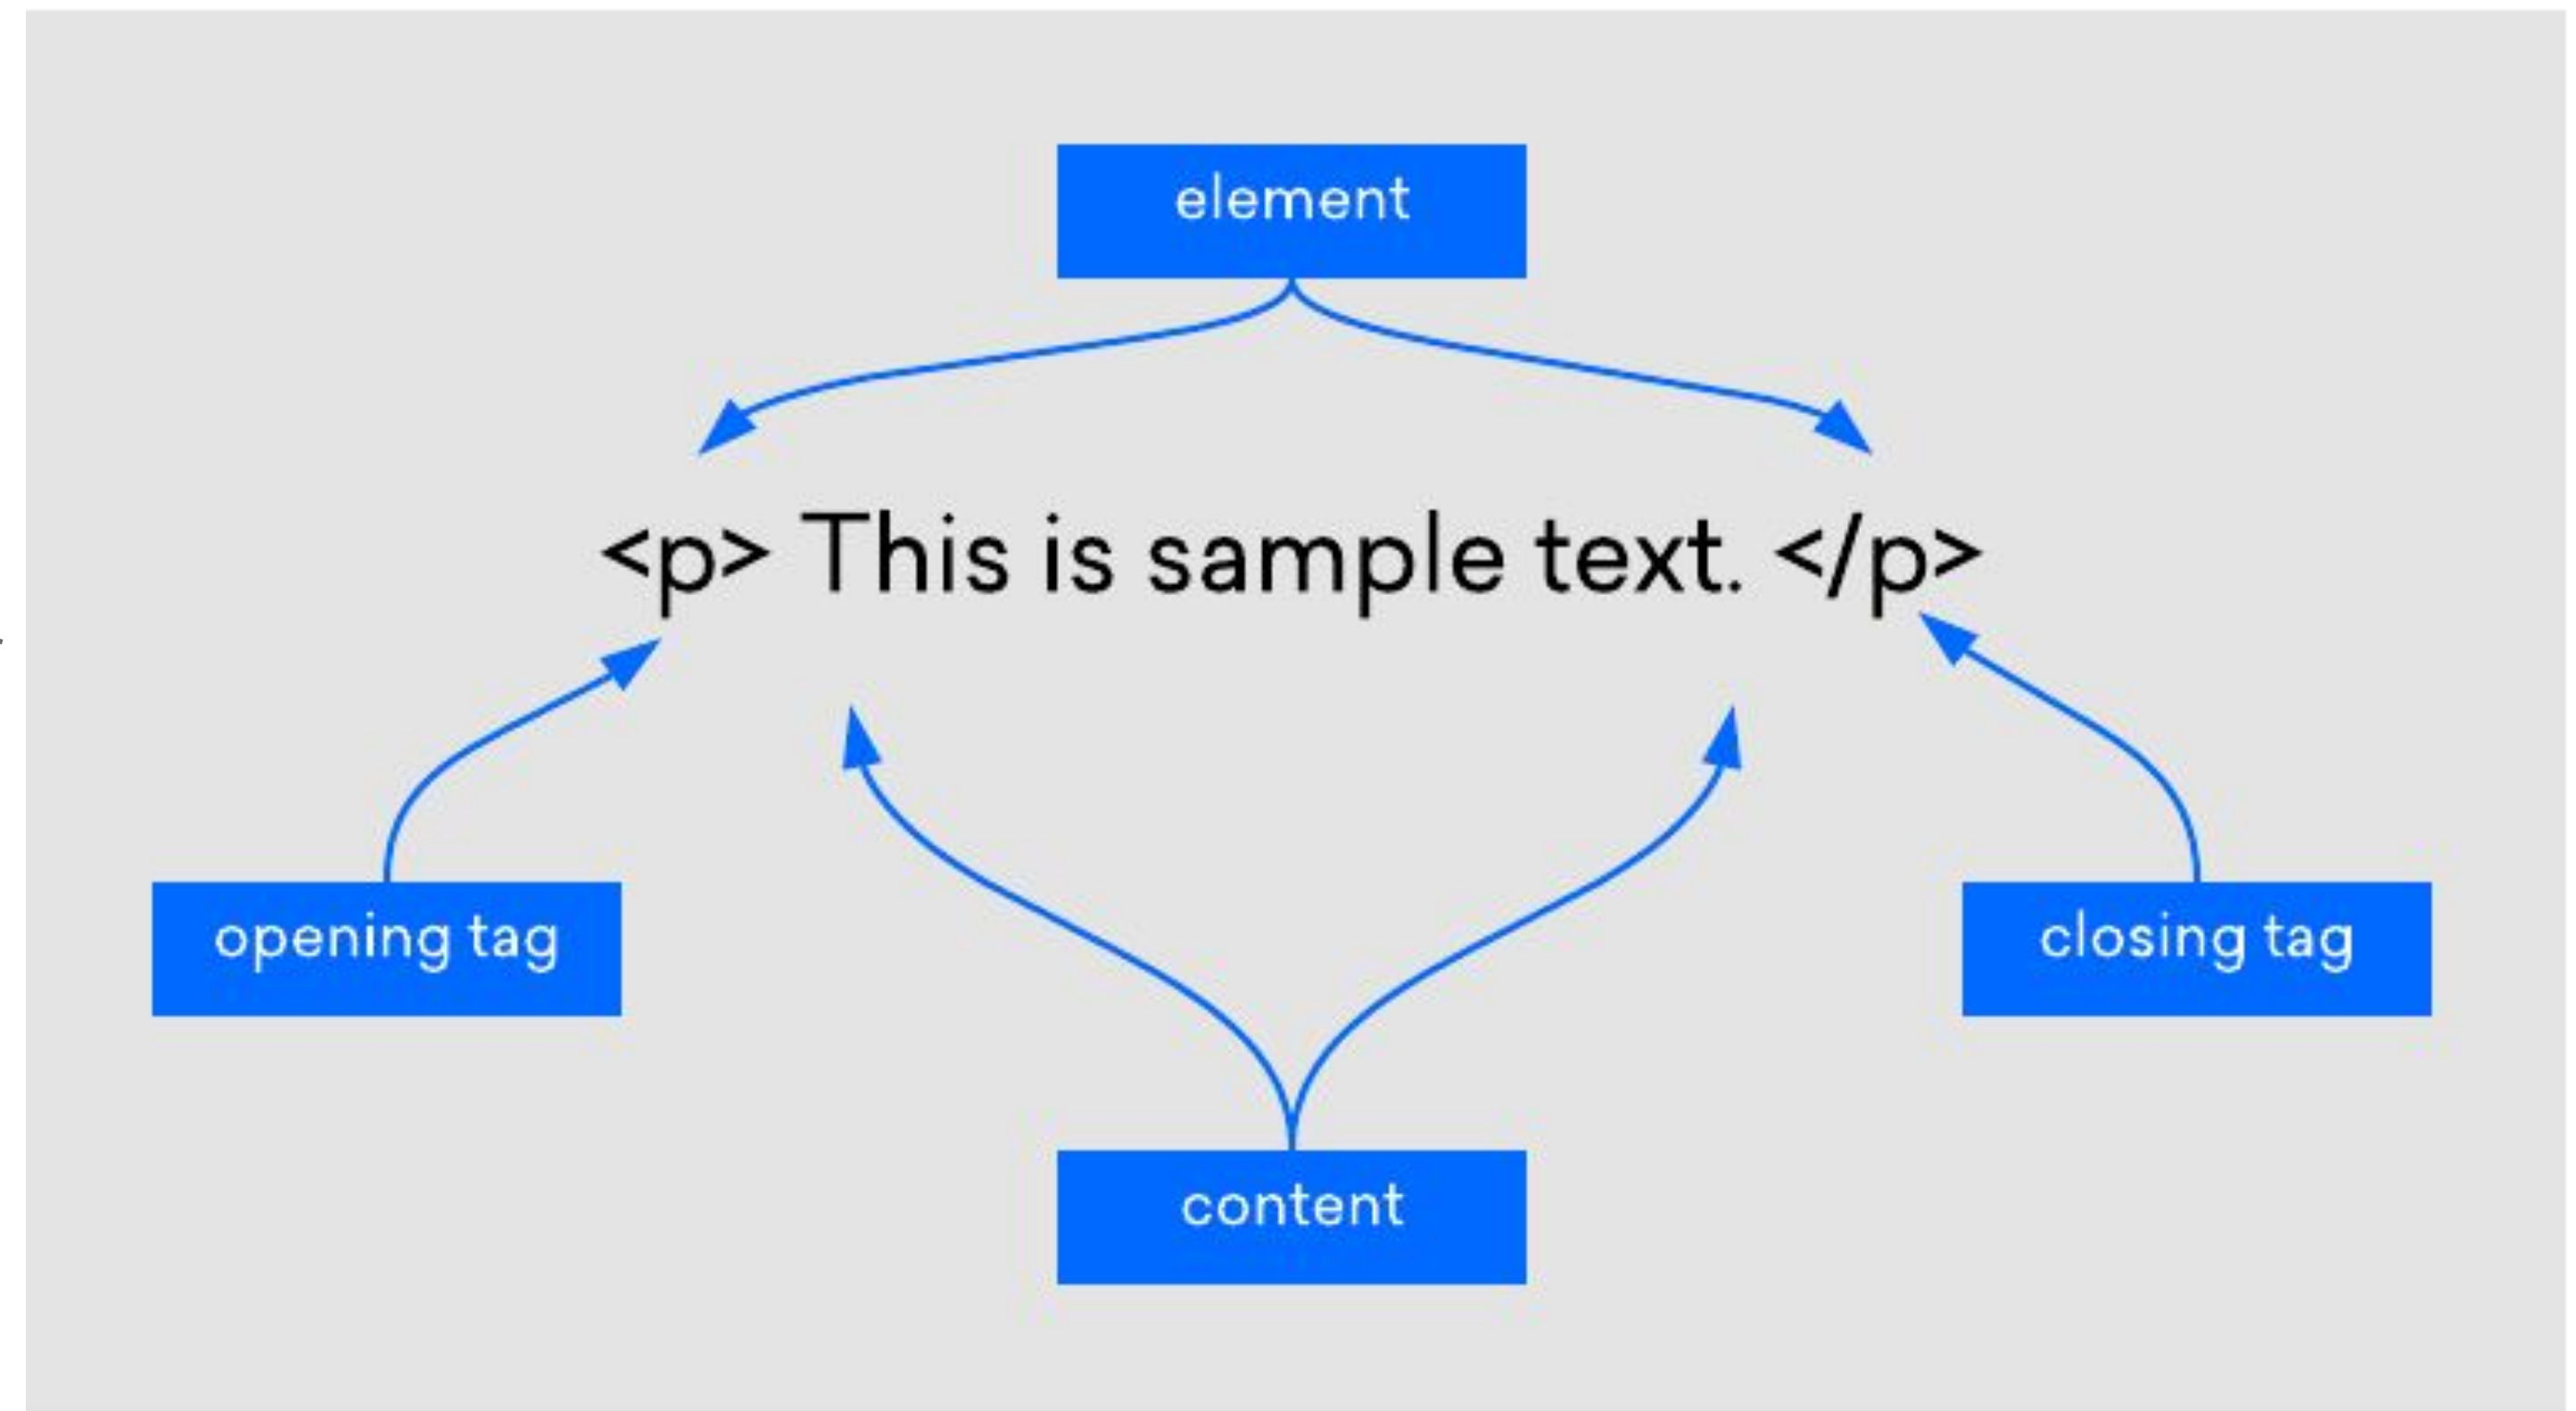 element
<p> This is sample text. </p>
opening tag
closing tag
content